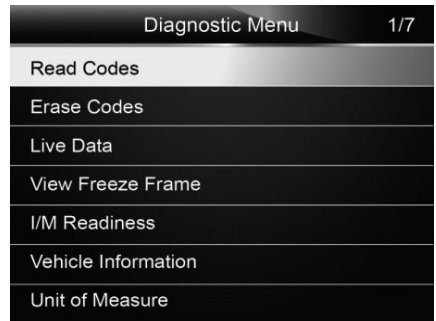 Diagnostic Menu 1/7
Read Codes
Erase Codes
Live Data
View Freeze Frame
I/M Readiness
Vehicle Information
Unit of Measure